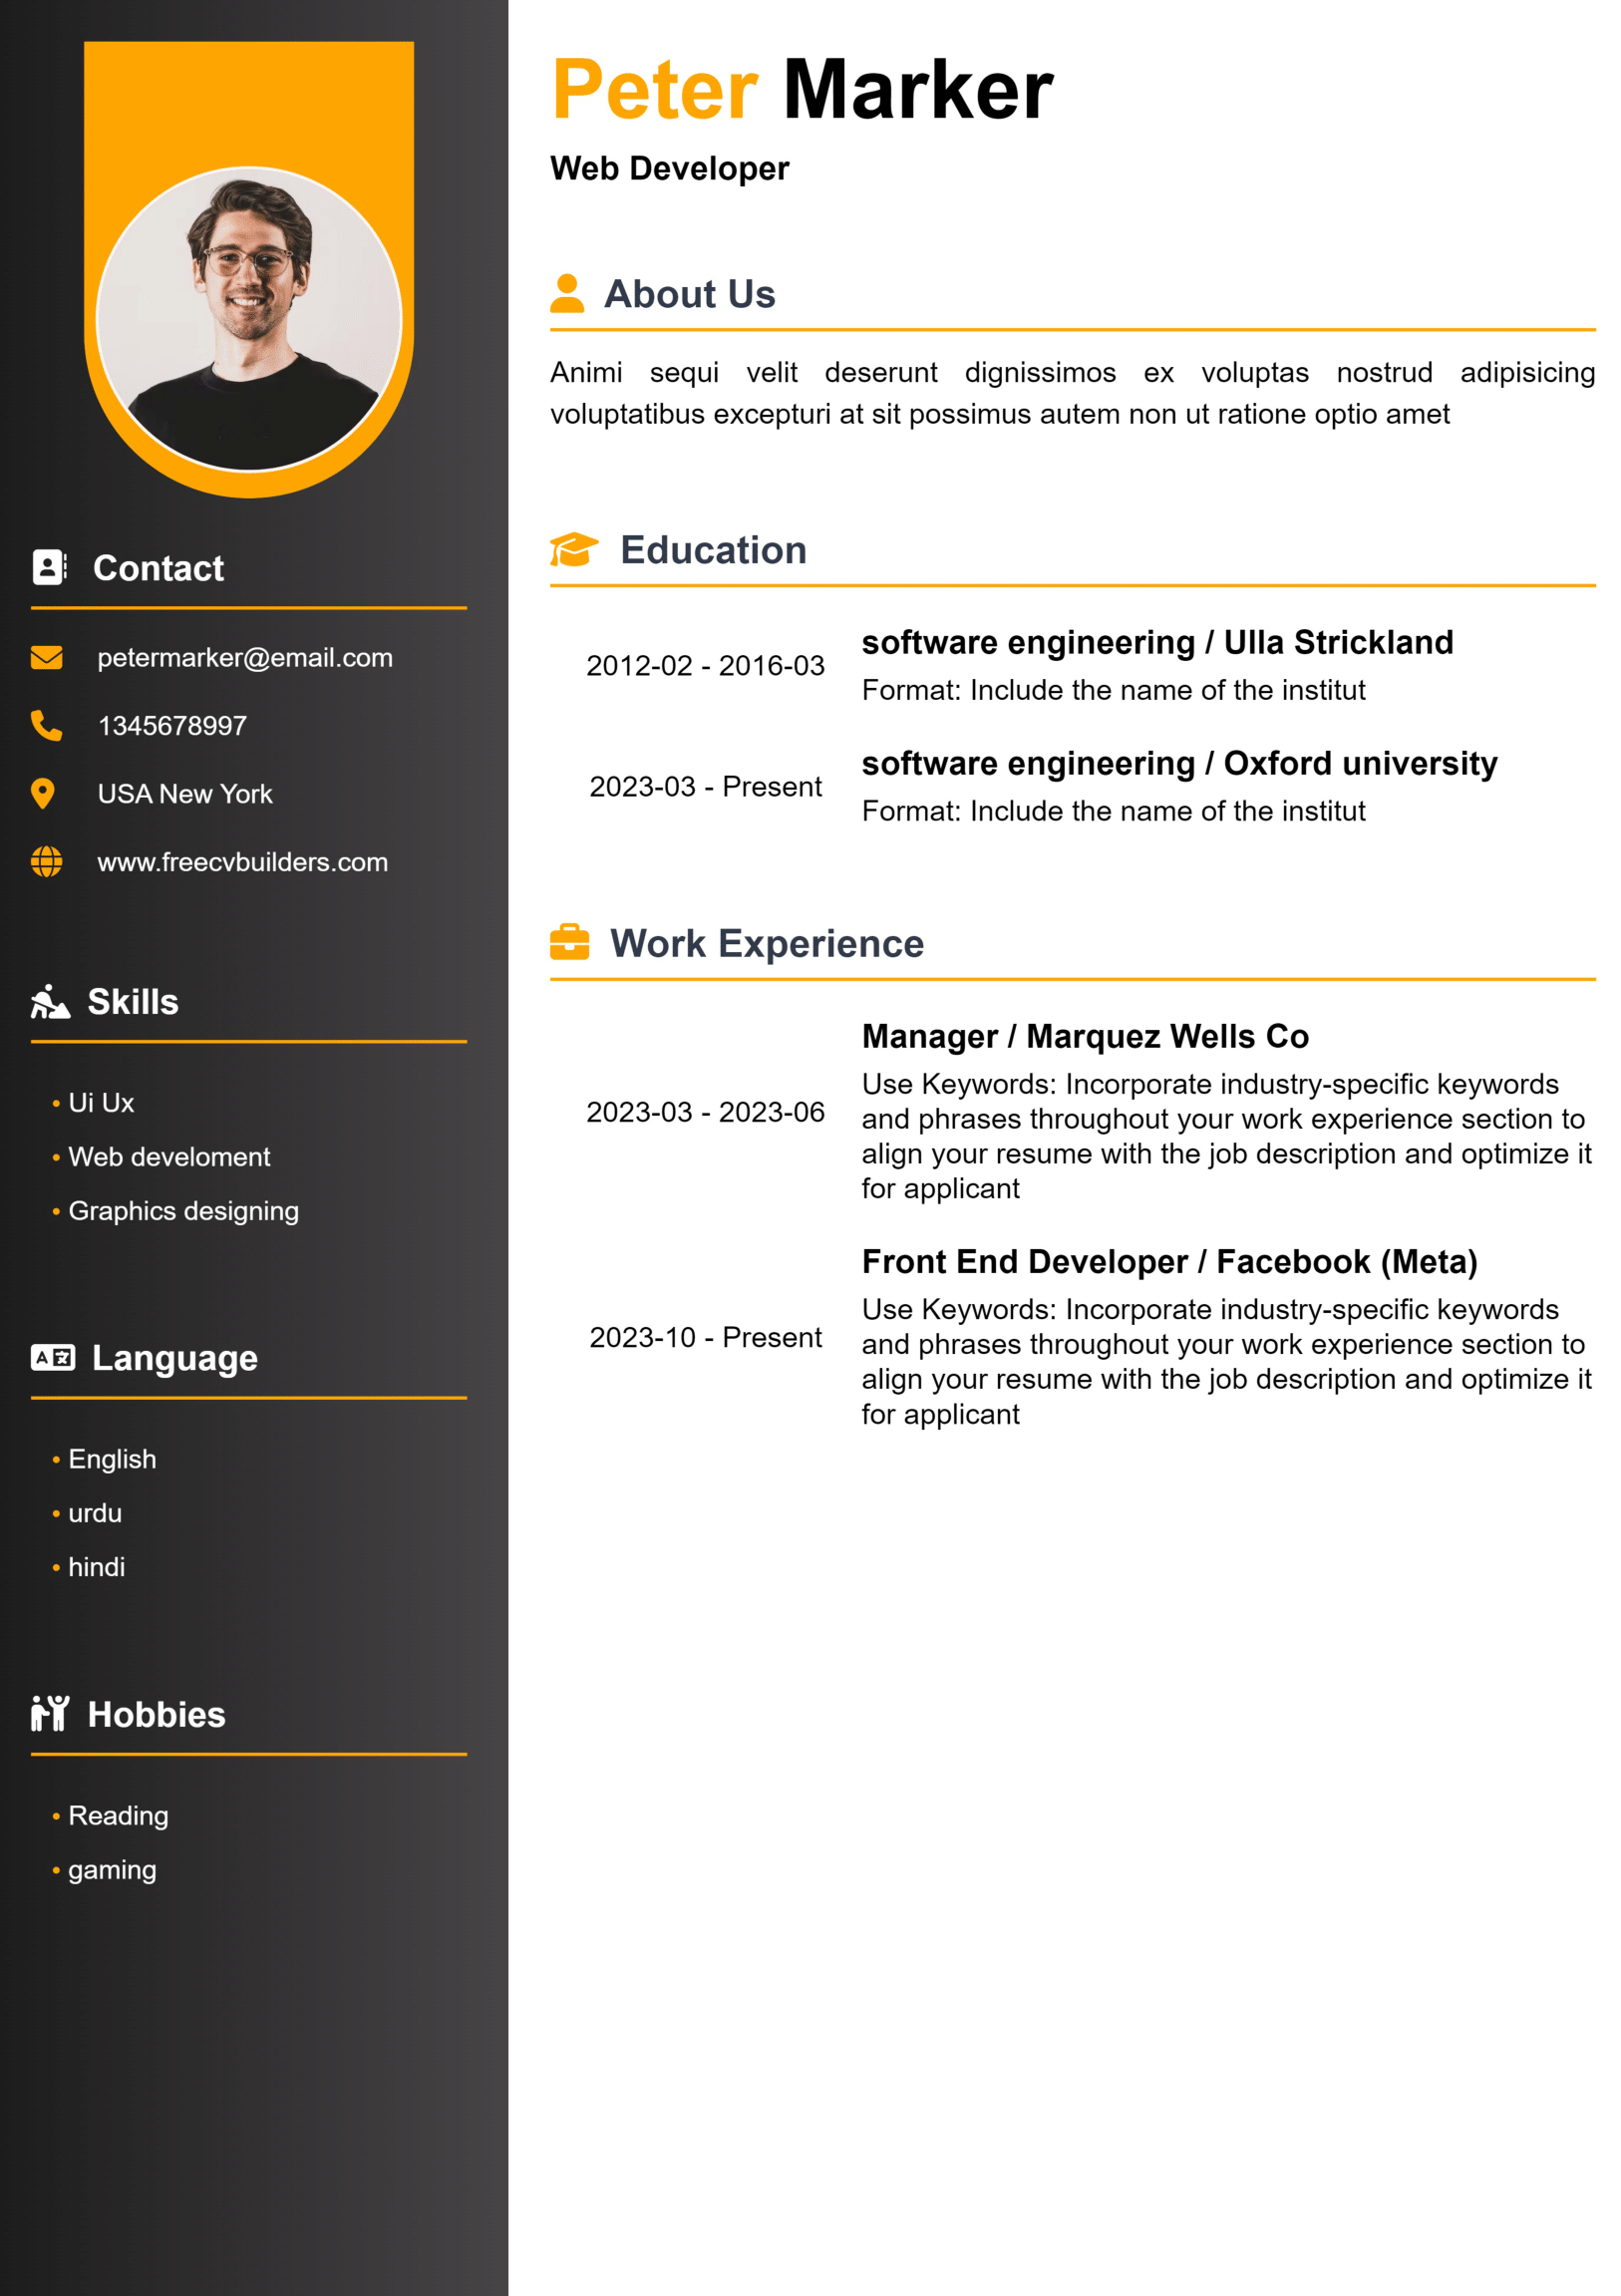 Peter Marker
Web Developer
About Us
Animi sequi velit deserunt dignissimos ex voluptas nostrud adipisicing
voluptatibus excepturi at sit possimus autem non ut ratione optio amet
Education
2012-02 - 2016-03
software engineering / Ulla Strickland
Format: Include the name of the institut
2023-03 - Present
software engineering / Oxford university
Format: Include the name of the institut
Work Experience
2023-03 - 2023-06
Manager / Marquez Wells Co
Use Keywords: Incorporate industry-specific keywords
and phrases throughout your work experience section to
align your resume with the job description and optimize it
for applicant
2023-10 - Present
Front End Developer / Facebook (Meta)
Use Keywords: Incorporate industry-specific keywords
and phrases throughout your work experience section to
align your resume with the job description and optimize it
for applicant
Contact
petermarker@email.com
1345678997
USA New York
www.freecvbuilders.com
Skills
• Ui Ux
• Web develoment
• Graphics designing
Language
• English
• urdu
• hindi
Hobbies
• Reading
• gaming